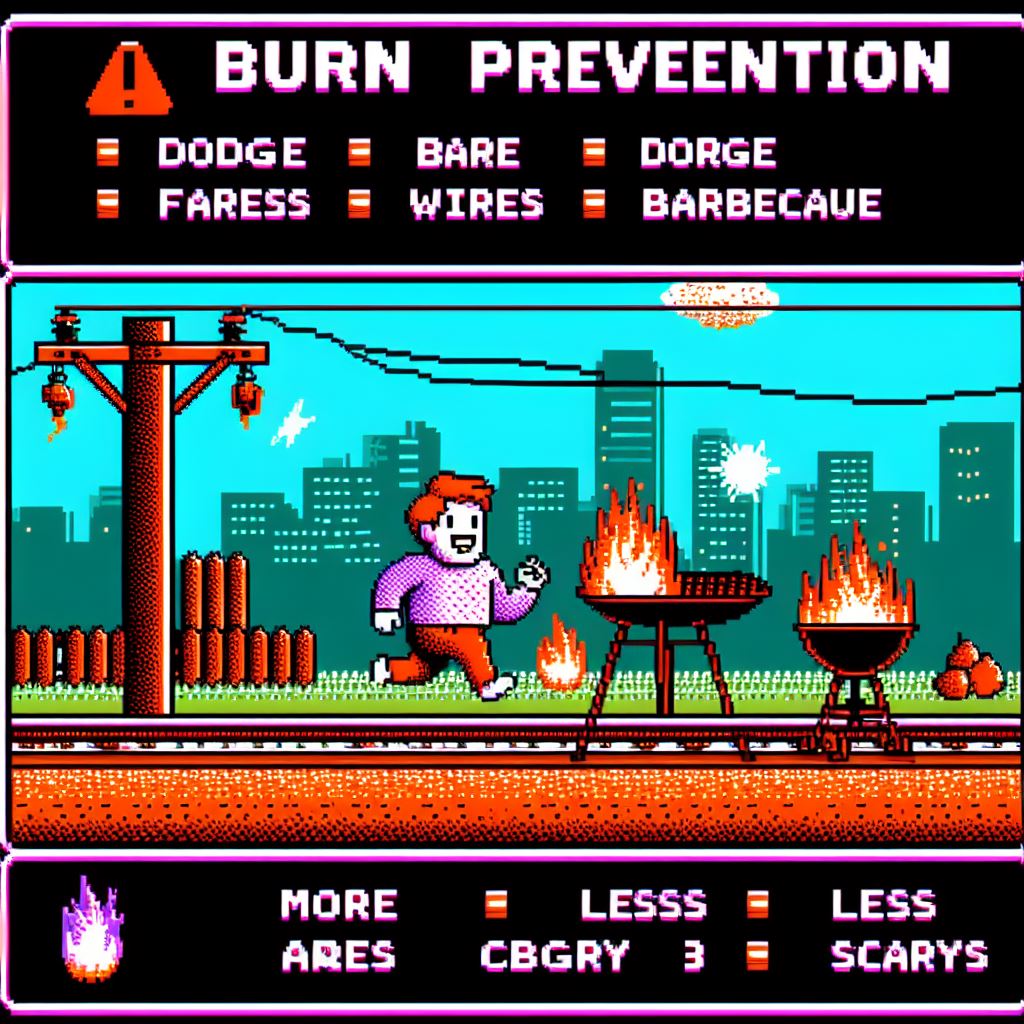 BURN PREVEENTION
DODGE BARE DORGE
FARESS WIRES BARBECAUE
MORE LESSS LESS
ARES CBGRY 3 SCARYS